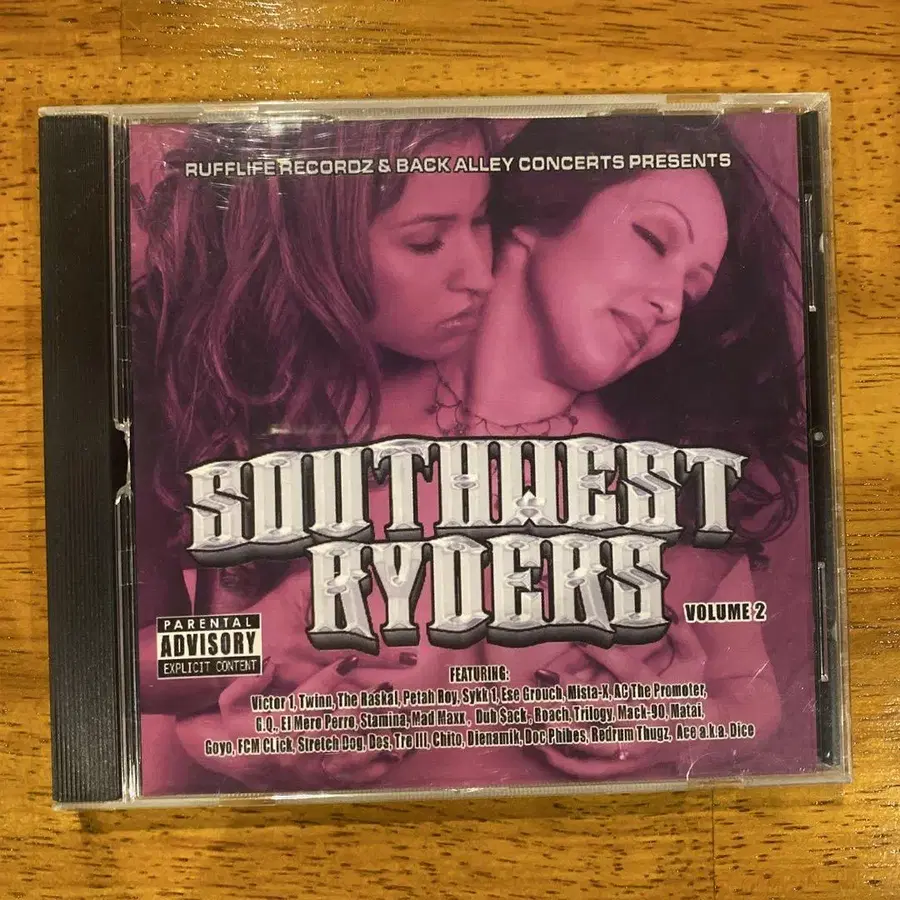 RUFFLIFE RECORDZ & BACK ALLEY CONCERTS PRESENTS
SOUTHWEST
RYDERS
VOLUME 2
PARENTAL
ADVISORY
EXPLICIT CONTENT
FEATURING:
Victor 1, Twinn, The Raskal, Petah Roy, Sykk 1, Ese Grouch, Mista-X, AC The Promoter,
G.Q., El Mero Perro, Stamina, Mad Maxx, Dub $ack, Roach, Trilogy, Mack-90, Matai,
Goyo, FCM CLick, Stretch Dog, Des, Tre III, Chito, Dienamik, Doc Phibes, Redrum Thugz, Ace a.k.a. Dice